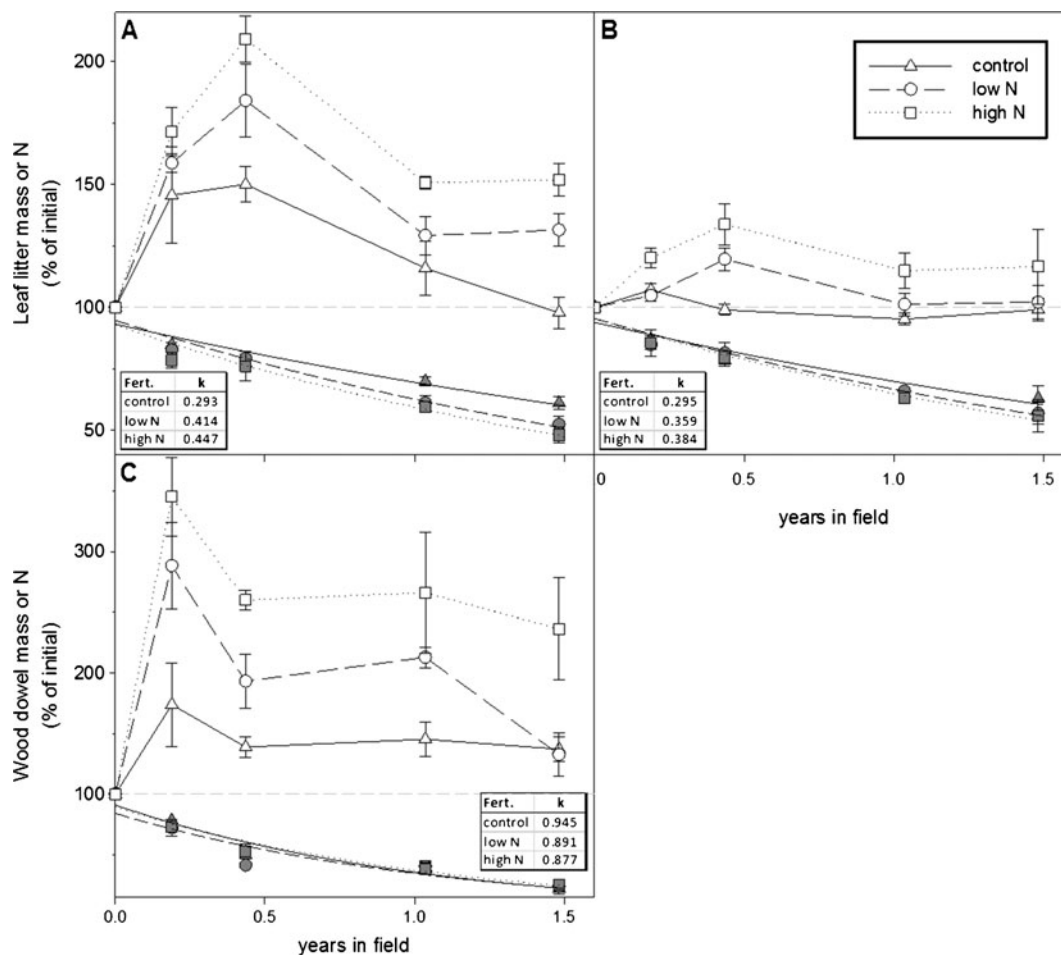 A
B
control
low N
high N
200
150
100
50
Leaf litter mass or N
(% of initial)
Fert. k
control 0.293
low N 0.414
high N 0.447
Fert. k
control 0.295
low N 0.359
high N 0.384
0 0.5 1.0 1.5
years in field
C
300
200
100
Wood dowel mass or N
(% of initial)
Fert. k
control 0.945
low N 0.891
high N 0.877
0.0 0.5 1.0 1.5
years in field